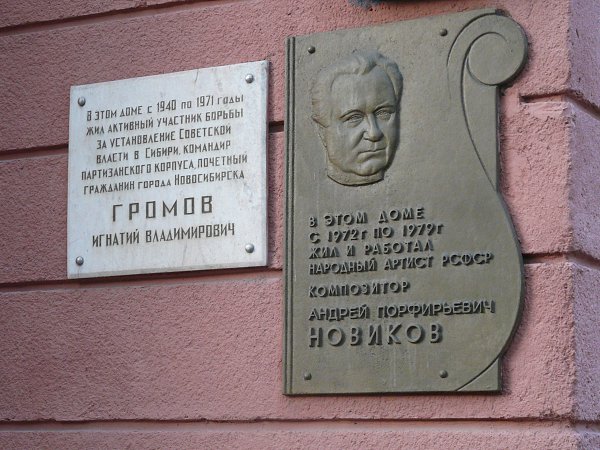 В ЭТОМ ДОМЕ С 1940 ПО 1971 ГОДЫ
ЖИЛ АКТИВНЫЙ УЧАСТНИК БОРЬБЫ
ЗА УСТАНОВЛЕНИЕ СОВЕТСКОЙ
ВЛАСТИ В СИБИРИ, КОМАНДИР
ПАРТИЗАНСКОГО КОРПУСА, ПОЧЕТНЫЙ
ГРАЖДАНИН ГОРОДА НОВОСИБИРСКА
ГРОМОВ
ИГНАТИЙ ВЛАДИМИРОВИЧ
В ЭТОМ ДОМЕ
С 1972Г ПО 1979Г
ЖИЛ И РАБОТАЛ
НАРОДНЫЙ АРТИСТ РСФСР
КОМПОЗИТОР
АНДРЕЙ ПОРФИРЬЕВИЧ
НОВИКОВ